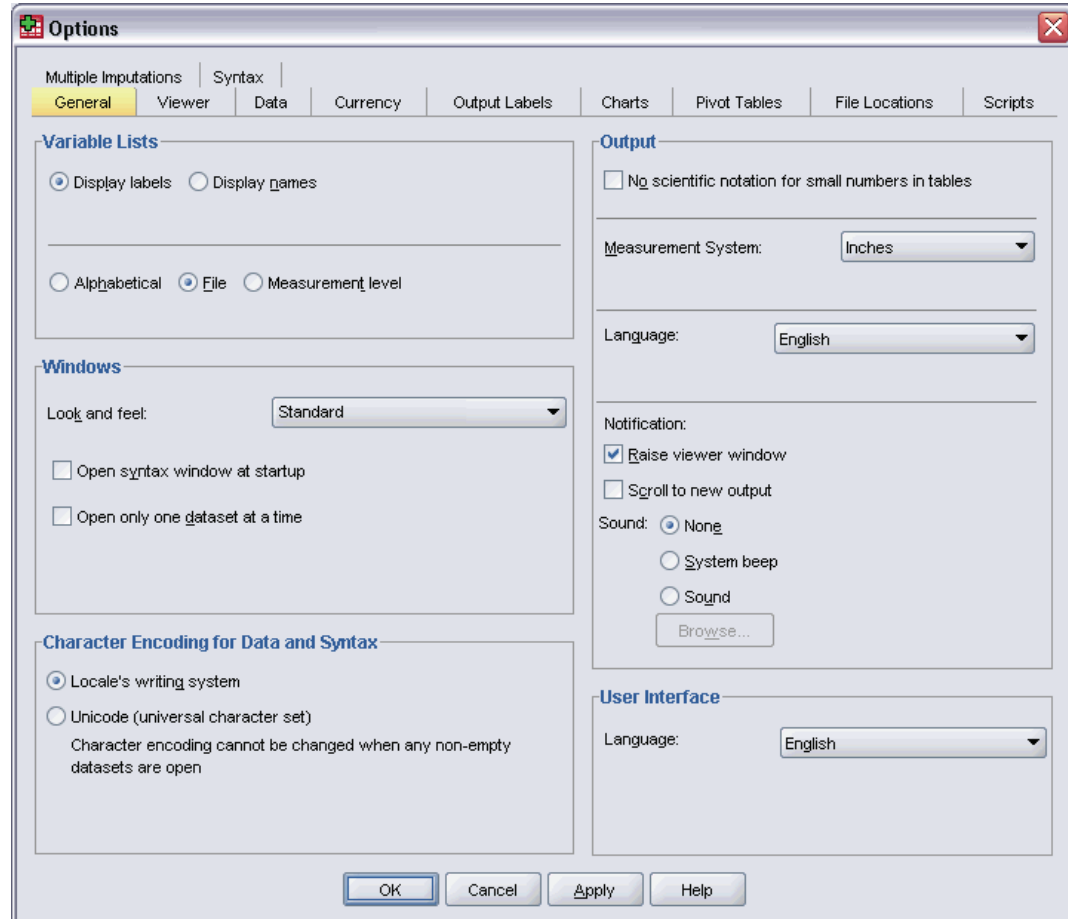 Options
Multiple Imputations Syntax
General Viewer Data Currency Output Labels Charts Pivot Tables File Locations Scripts
Variable Lists
Display labels Display names
Alphabetical File Measurement level
Windows
Look and feel: Standard
Open syntax window at startup
Open only one dataset at a time
Character Encoding for Data and Syntax
Locale's writing system
Unicode (universal character set)
Character encoding cannot be changed when any non-empty
datasets are open
Output
No scientific notation for small numbers in tables
Measurement System: Inches
Language: English
Notification:
Raise viewer window
Scroll to new output
Sound: None
System beep
Sound
Browse...
User Interface
Language: English
OK Cancel Apply Help